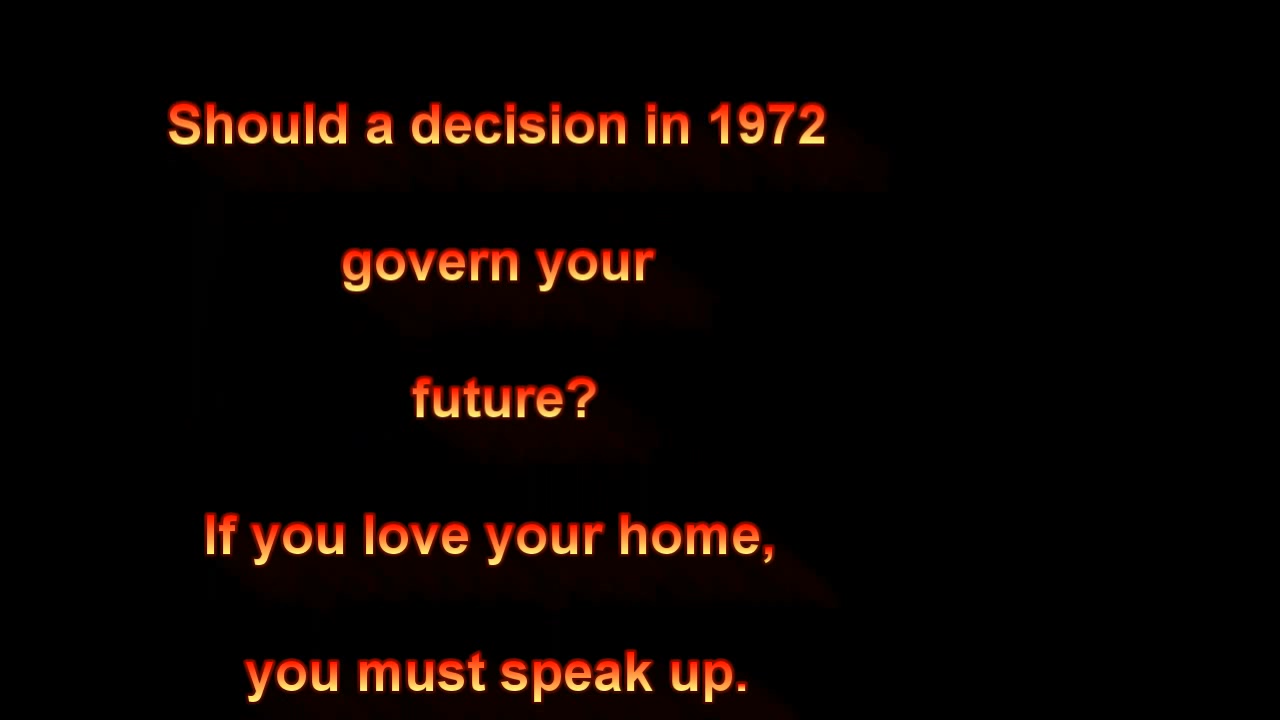 Should a decision in 1972
govern your
future?
If you love your home,
you must speak up.